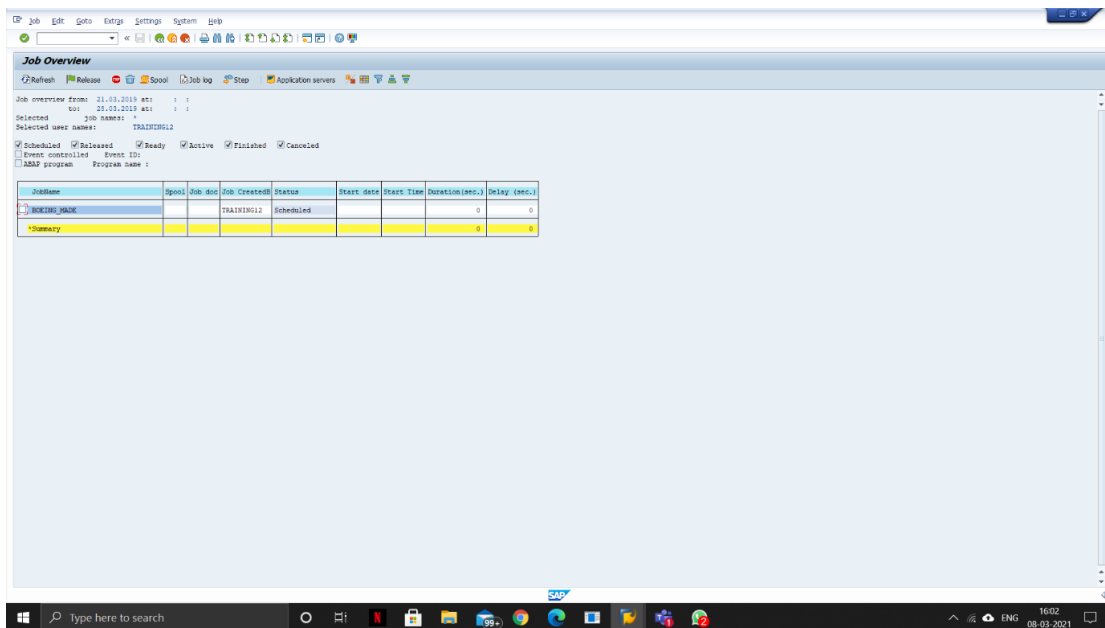 Job Edit Goto Extras Settings System Help
Job Overview
Refresh Release Spool Job log Step Application servers
Job overview from: 21.03.2019 at: : :
to: 28.03.2019 at: : :
Selected job names: *
Selected user names: TRAINING12
Scheduled Released Ready Active Finished Canceled
Event controlled Event ID:
ABAP program Program name :
JobName Spool Job doc Job CreatedB Status Start date Start Time Duration(sec.) Delay (sec.)
BOEING_MADE TRAINING12 Scheduled 0 0
*Summary 0 0
SAP
Type here to search
N
99+
1
2
ENG
16:02
08-03-2021